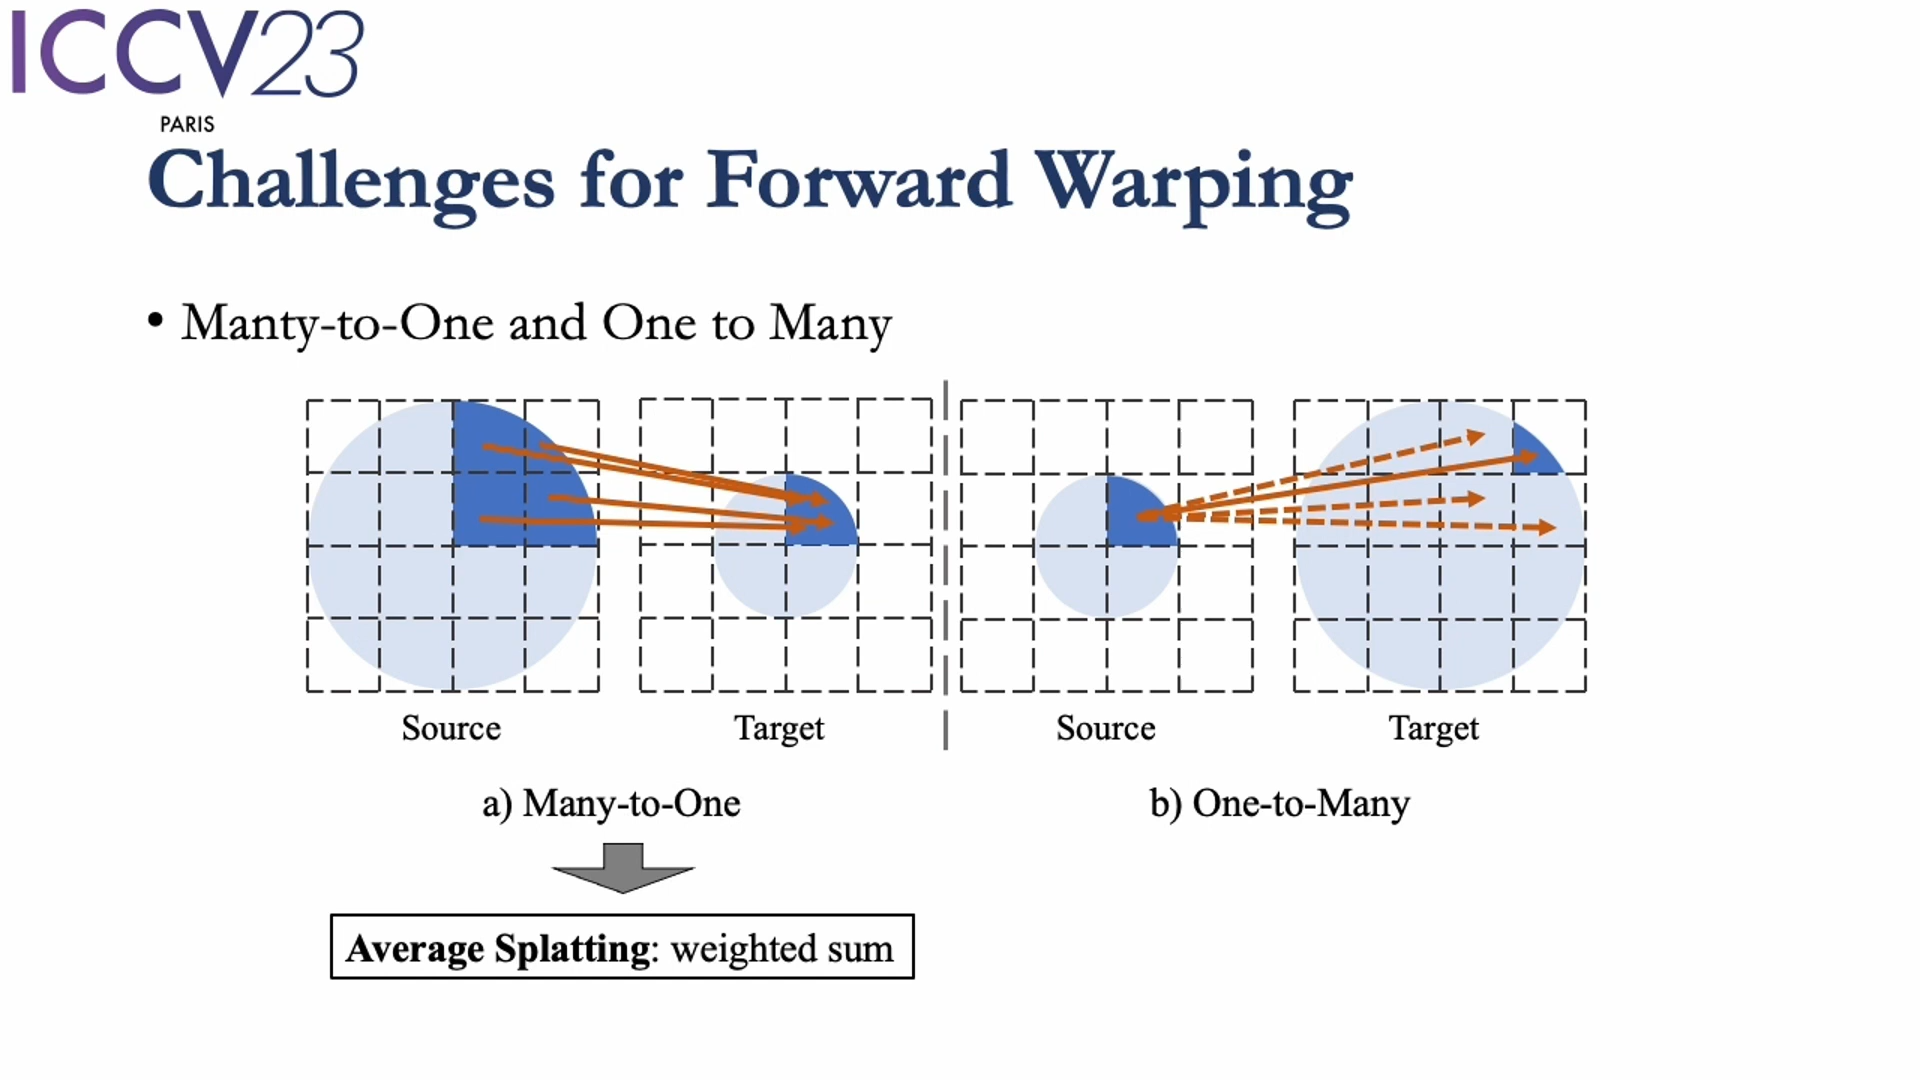 ICCV23
PARIS
Challenges for Forward Warping
• Manty-to-One and One to Many
Source
Target
Source
Target
a) Many-to-One
b) One-to-Many
Average Splatting: weighted sum